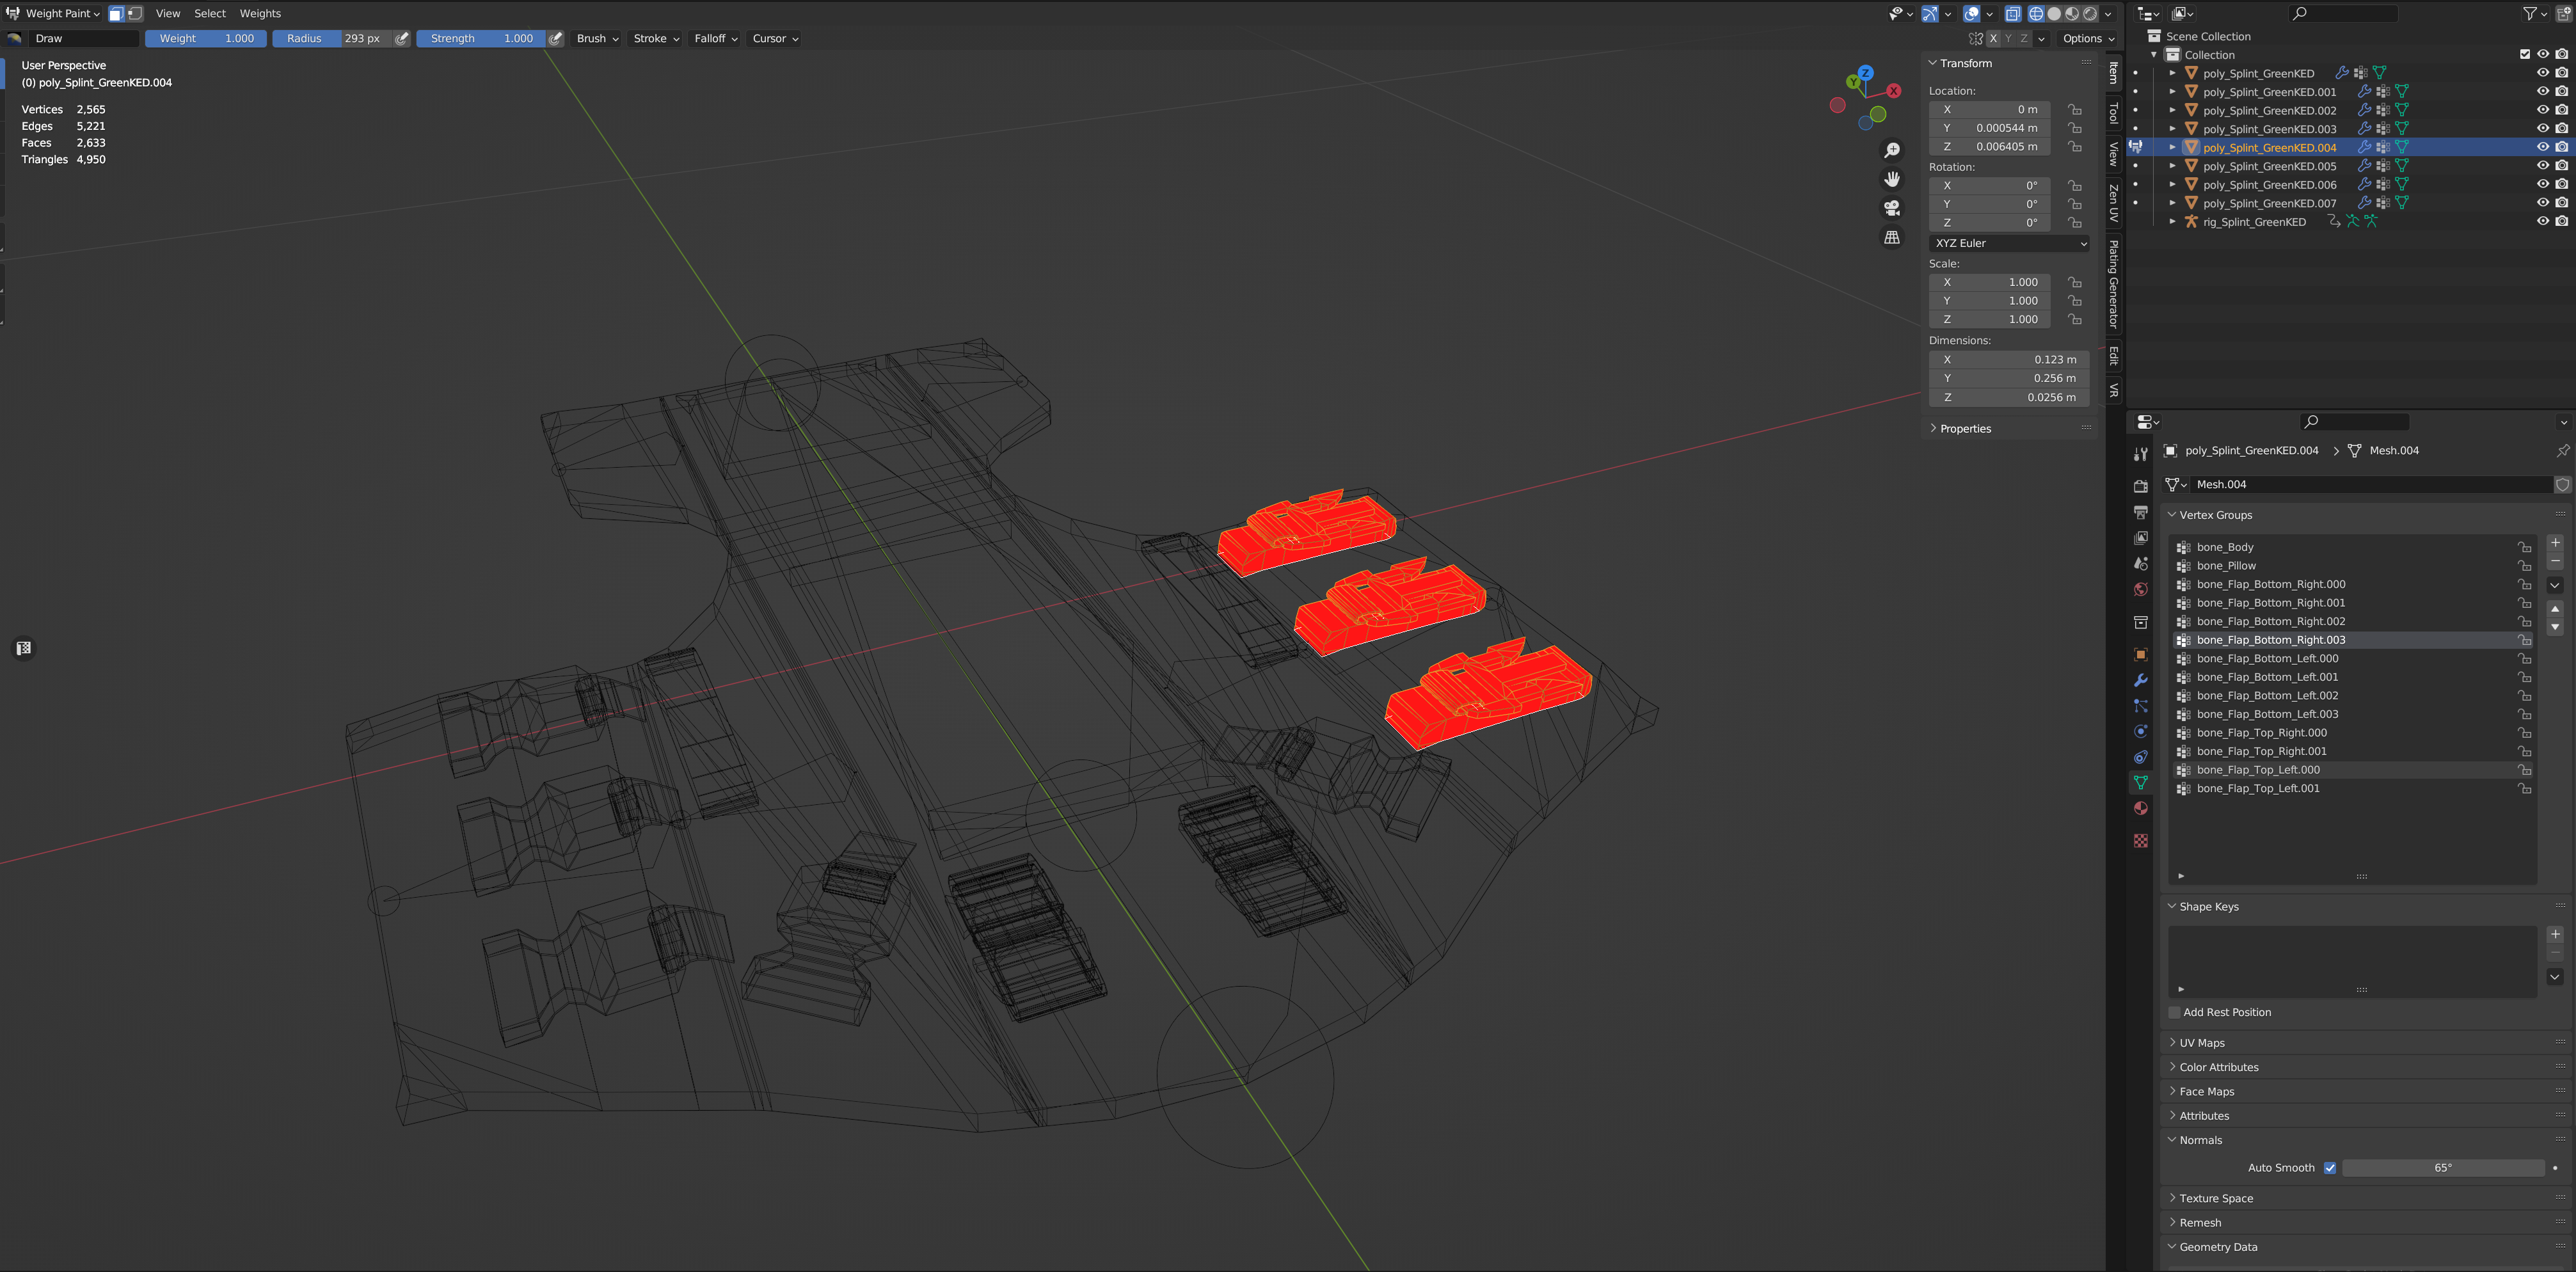 Weight Paint View Select Weights
Draw Weight 1.000 Radius 293 px Strength 1.000 Brush Stroke Falloff Cursor X Y Z Options
User Perspective
(0) poly_Splint_GreenKED.004
Vertices 2,565
Edges 5,221
Faces 2,633
Triangles 4,950
Z
Y
X
Transform
Location:
X 0 m
Y 0.000544 m
Z 0.006405 m
Rotation:
X 0°
Y 0°
Z 0°
XYZ Euler
Scale:
X 1.000
Y 1.000
Z 1.000
Dimensions:
X 0.123 m
Y 0.256 m
Z 0.0256 m
Properties
Item
Tool
View
Zen UV
Plating Generator
Edit
VR
Scene Collection
Collection
poly_Splint_GreenKED
poly_Splint_GreenKED.001
poly_Splint_GreenKED.002
poly_Splint_GreenKED.003
poly_Splint_GreenKED.004
poly_Splint_GreenKED.005
poly_Splint_GreenKED.006
poly_Splint_GreenKED.007
rig_Splint_GreenKED
poly_Splint_GreenKED.004 > Mesh.004
Mesh.004
Vertex Groups
bone_Body
bone_Pillow
bone_Flap_Bottom_Right.000
bone_Flap_Bottom_Right.001
bone_Flap_Bottom_Right.002
bone_Flap_Bottom_Right.003
bone_Flap_Bottom_Left.000
bone_Flap_Bottom_Left.001
bone_Flap_Bottom_Left.002
bone_Flap_Bottom_Left.003
bone_Flap_Top_Right.000
bone_Flap_Top_Right.001
bone_Flap_Top_Left.000
bone_Flap_Top_Left.001
Shape Keys
Add Rest Position
UV Maps
Color Attributes
Face Maps
Attributes
Normals
Auto Smooth 65°
Texture Space
Remesh
Geometry Data